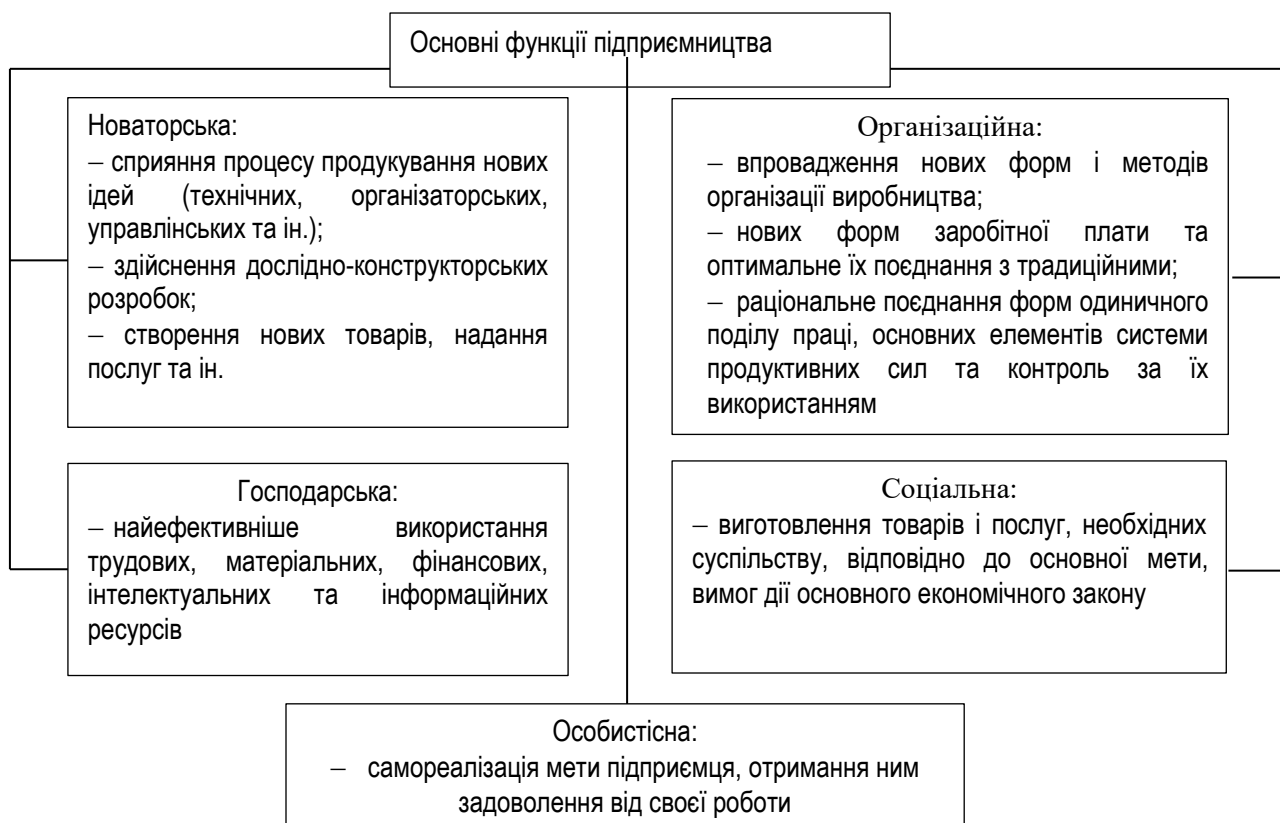 Основні функції підприємництва
Новаторська:
– сприяння процесу продукування нових
ідей (технічних, організаторських,
управлінських та ін.);
– здійснення дослідно-конструкторських
розробок;
– створення нових товарів, надання
послуг та ін.
Організаційна:
– впровадження нових форм і методів
організації виробництва;
– нових форм заробітної плати та
оптимальне їх поєднання з традиційними;
– раціональне поєднання форм одиничного
поділу праці, основних елементів системи
продуктивних сил та контроль за їх
використанням
Господарська:
– найефективніше використання
трудових, матеріальних, фінансових,
інтелектуальних та інформаційних
ресурсів
Соціальна:
– виготовлення товарів і послуг, необхідних
суспільству, відповідно до основної мети,
вимог дії основного економічного закону
Особистісна:
– самореалізація мети підприємця, отримання ним
задоволення від своєї роботи